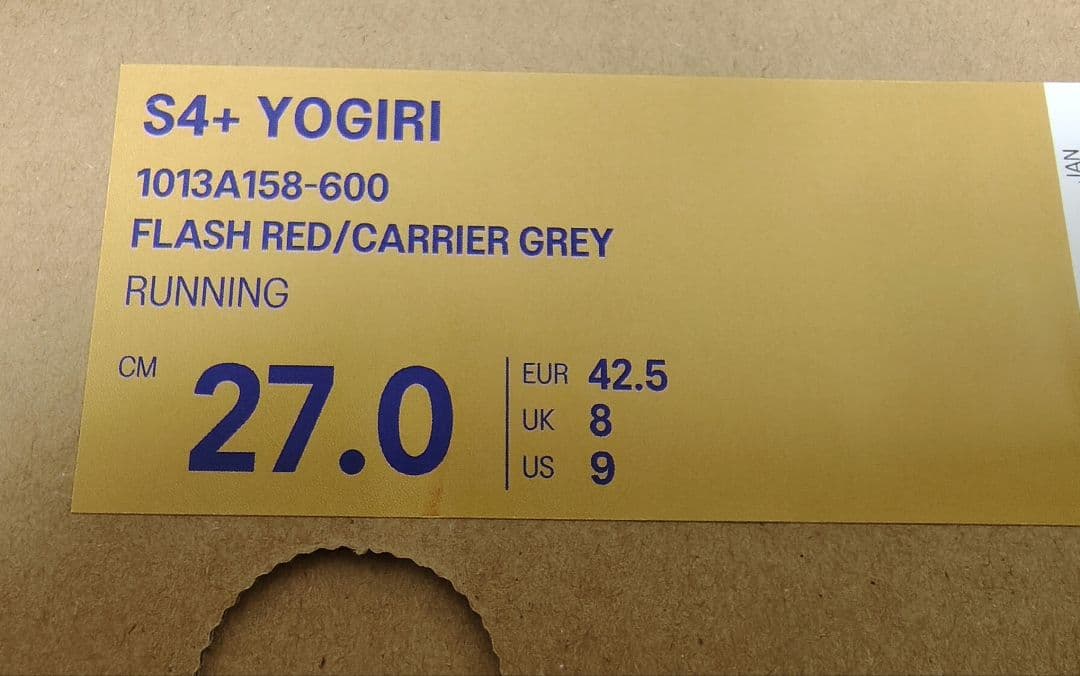 S4+ YOGIRI
1013A158-600
FLASH RED/CARRIER GREY
RUNNING
CM 27.0
EUR 42.5
UK 8
US 9
JAN